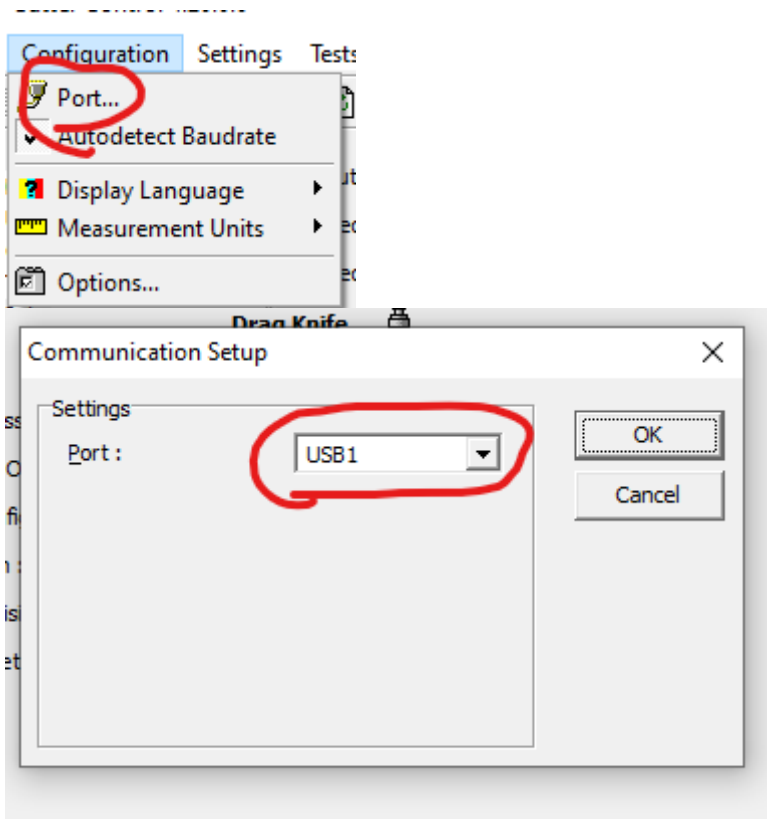 Configuration Settings Tests
Port...
Autodetect Baudrate
Display Language
Measurement Units
Options...
Drag Knife
Communication Setup
Settings
Port :
USB1
OK
Cancel